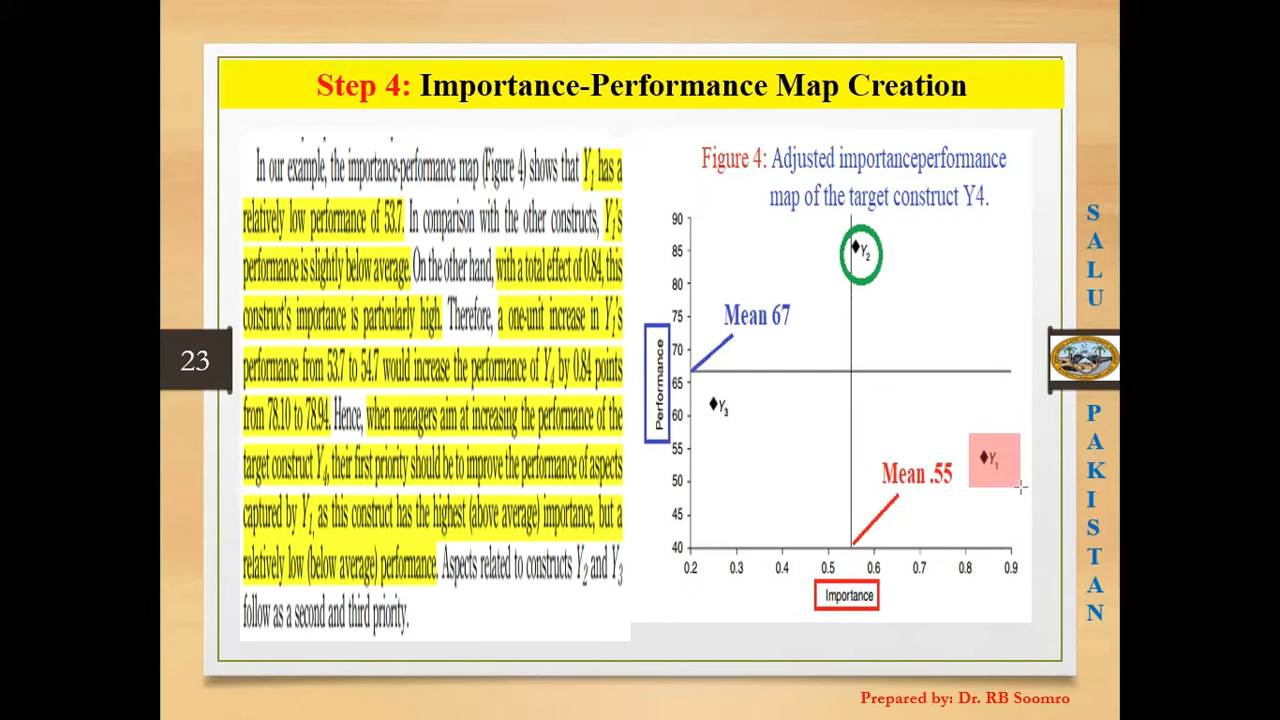 Step 4: Importance-Performance Map Creation
In our example, the importance-performance map (Figure 4) shows that Y1 has a
relatively low performance of 53.7. In comparison with the other constructs, Y1's
performance is slightly below average. On the other hand, with a total effect of 0.84, this
construct's importance is particularly high. Therefore, a one-unit increase in Y1's
performance from 53.7 to 54.7 would increase the performance of Y4 by 0.84 points
from 78.10 to 78.94. Hence, when managers aim at increasing the performance of the
target construct Y4, their first priority should be to improve the performance of aspects
captured by Y1, as this construct has the highest (above average) importance, but a
relatively low (below average) performance. Aspects related to constructs Y2 and Y3
follow as a second and third priority.
Figure 4: Adjusted importanceperformance
map of the target construct Y4.
90
85
80
75
70
65
60
55
50
45
40
Performance
Y2
Mean 67
Y3
Y1
Mean .55
0.2 0.3 0.4 0.5 0.6 0.7 0.8 0.9
Importance
23
SALU
PAKISTAN
Prepared by: Dr. RB Soomro